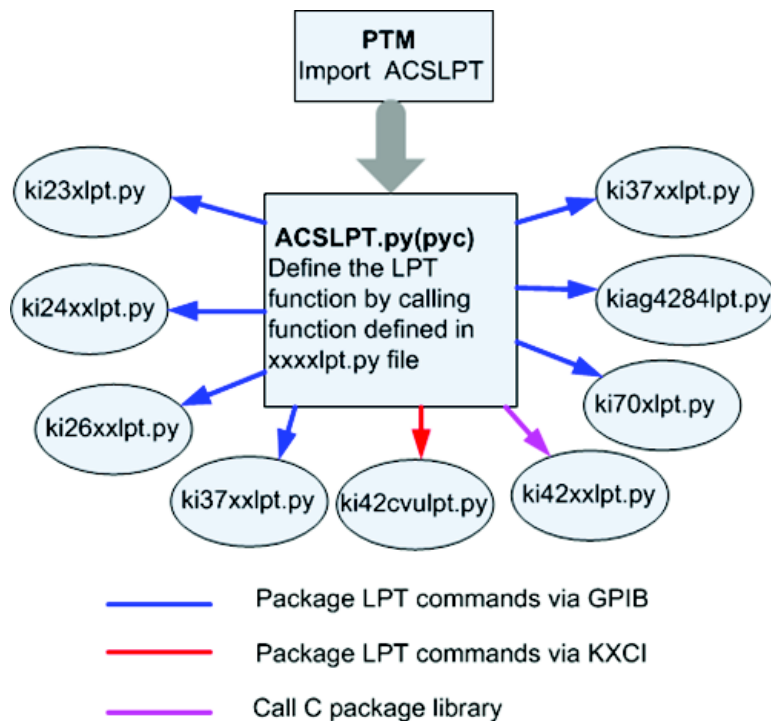 PTM
Import ACSLPT
ki23xlpt.py
ki37xxlpt.py
ACSLPT.py(pyc)
Define the LPT
function by calling
function defined in
xxxxlpt.py file
ki24xxlpt.py
kiag4284lpt.py
ki26xxlpt.py
ki70xlpt.py
ki37xxlpt.py
ki42cvulpt.py
ki42xxlpt.py
Package LPT commands via GPIB
Package LPT commands via KXCI
Call C package library